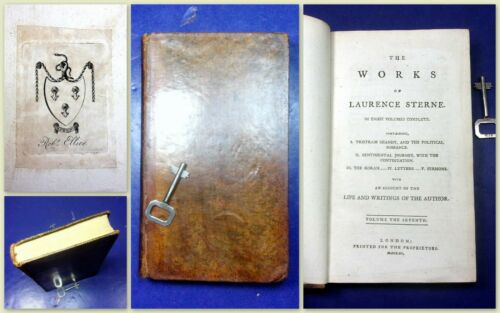 Robt. Elliot
THE
WORKS
OF
LAURENCE STERNE.
IN EIGHT VOLUMES COMPLETE.
CONTAINING,
I. TRISTRAM SHANDY, AND THE POLITICAL
ROMANCE.
II. SENTIMENTAL JOURNEY, WITH THE
CONTINUATION.
III. THE KORAN.—IV. LETTERS.—V. SERMONS.
WITH
AN ACCOUNT OF THE
LIFE AND WRITINGS OF THE AUTHOR.
VOLUME THE SEVENTH.
LONDON:
PRINTED FOR THE PROPRIETORS.